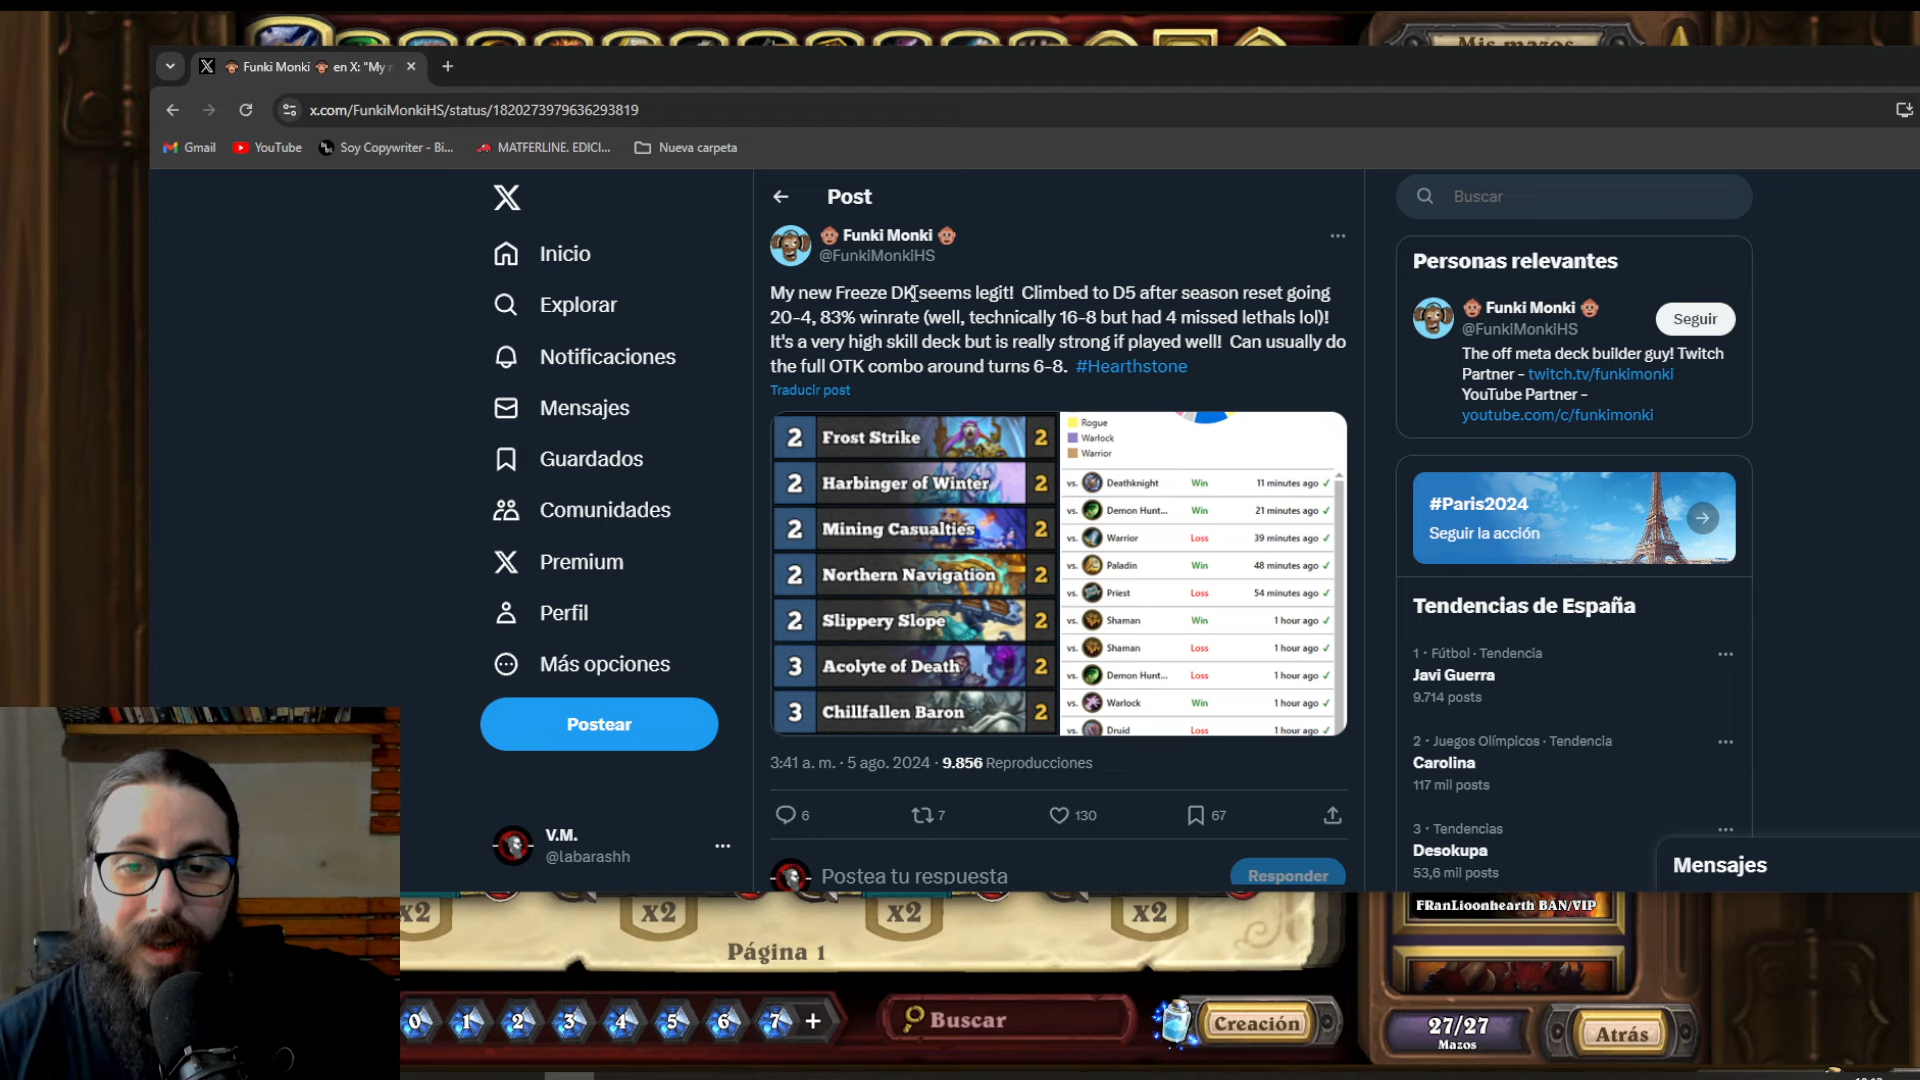 Mis mazos
Funki Monki en X: "My n
x.com/FunkiMonkiHS/status/1820273979636293819
Gmail
YouTube
Soy Copywriter - Bi...
MATFERLINE. EDICI...
Nueva carpeta
Inicio
Explorar
Notificaciones
Mensajes
Guardados
Comunidades
Premium
Perfil
Más opciones
Postear
V.M.
@labarashh
Post
Funki Monki
@FunkiMonkiHS
My new Freeze DK seems legit! Climbed to D5 after season reset going
20-4, 83% winrate (well, technically 16-8 but had 4 missed lethals lol)!
It's a very high skill deck but is really strong if played well! Can usually do
the full OTK combo around turns 6-8. #Hearthstone
Traducir post
2 Frost Strike 2
2 Harbinger of Winter 2
2 Mining Casualties 2
2 Northern Navigation 2
2 Slippery Slope 2
3 Acolyte of Death 2
3 Chillfallen Baron 2
Rogue
Warlock
Warrior
vs. Deathknight Win 11 minutes ago
vs. Demon Hunt... Win 21 minutes ago
vs. Warrior Loss 39 minutes ago
vs. Paladin Win 48 minutes ago
vs. Priest Loss 54 minutes ago
vs. Shaman Win 1 hour ago
vs. Shaman Loss 1 hour ago
vs. Demon Hunt... Loss 1 hour ago
vs. Warlock Win 1 hour ago
vs. Druid Loss 1 hour ago
3:41 a. m. · 5 ago. 2024 · 9.856 Reproducciones
6
7
130
67
Postea tu respuesta
Responder
Buscar
Personas relevantes
Funki Monki
@FunkiMonkiHS
Seguir
The off meta deck builder guy! Twitch
Partner - twitch.tv/funkimonki
YouTube Partner -
youtube.com/c/funkimonki
#Paris2024
Seguir la acción
Tendencias de España
1 · Fútbol · Tendencia
Javi Guerra
9.714 posts
2 · Juegos Olímpicos · Tendencia
Carolina
117 mil posts
3 · Tendencias
Desokupa
53,6 mil posts
Mensajes
x2
x2
x2
x2
Página 1
0 1 2 3 4 5 6 7 +
Buscar
Creación
FRanLioonhearth BAN/VIP
27/27
Mazos
Atrás